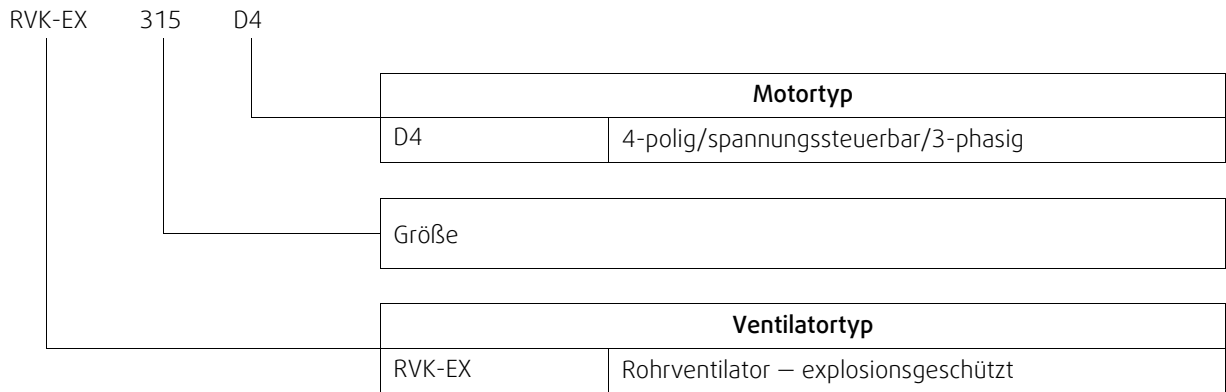 RVK-EX 315 D4
Motortyp
D4 4-polig/spannungssteuerbar/3-phasig
Größe
Ventilatortyp
RVK-EX Rohrventilator — explosionsgeschützt